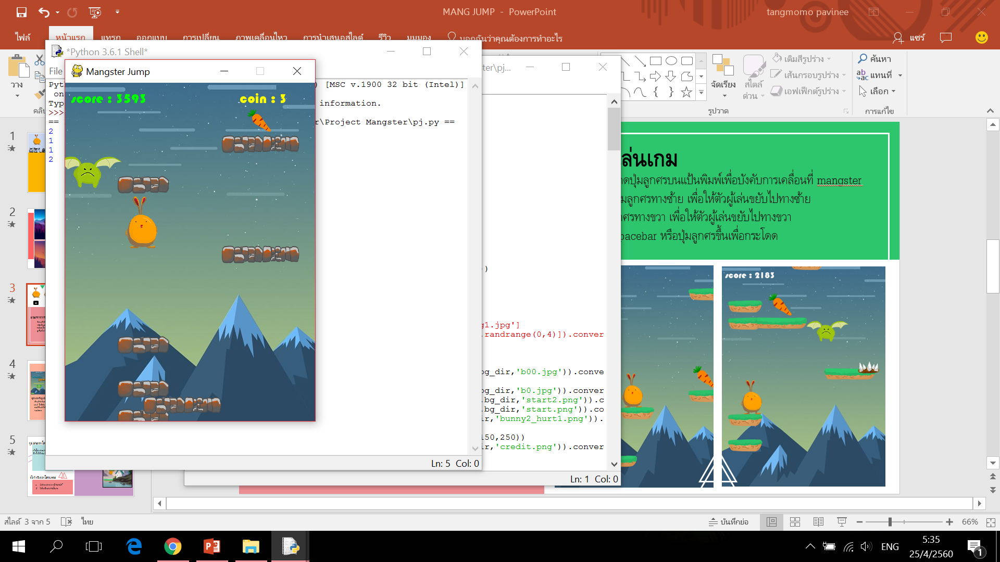 MANG JUMP - PowerPoint
tangmomo pavinee
ไฟล์
หน้าแรก
แทรก
ออกแบบ
การเปลี่ยน
ภาพเคลื่อนไหว
การนำเสนอสไลด์
รีวิว
มุมมอง
บอกฉันว่าคุณต้องการทำอะไร
แชร์
*Python 3.6.1 Shell*
File
Mangster Jump
ter\pj...
วาง
จัดเรียง
สไตล์
ด่วน
เติมสีรูปร่าง
เส้นกรอบรูปร่าง
เอฟเฟ็กต์รูปร่าง
รูปวาด
ค้นหา
แทนที่
เลือก
การแก้ไข
) [MSC v.1900 32 bit (Intel)]
on
information.
>>>
==
r\Project Mangster\pj.py ==
2
1
1
2
score : 3593
coin : 3
)
g1.jpg']
.randrange(0,4)]).conver
bg_dir,'b00.jpg')).conve
bg_dir,'b0.jpg')).conver
.bg_dir,'start2.png')).c
.bg_dir,'start.png')).co
ir,'bunny2_hurt1.png')).
150,250))
ir,'credit.png')).conver
Ln: 5 Col: 0
Ln: 1 Col: 0
ล่นเกม
ดปุ่มลูกศรบนแป้นพิมพ์เพื่อบังคับการเคลื่อนที่ mangster
มลูกศรทางซ้าย เพื่อให้ตัวผู้เล่นขยับไปทางซ้าย
กศรทางขวา เพื่อให้ตัวผู้เล่นขยับไปทางขวา
pacebar หรือปุ่มลูกศรขึ้นเพื่อกระโดด
score : 2183
1
2
3
4
5
สไลด์ 3 จาก 5
ไทย
บันทึกย่อ
66%
ENG
5:35
25/4/2560
1